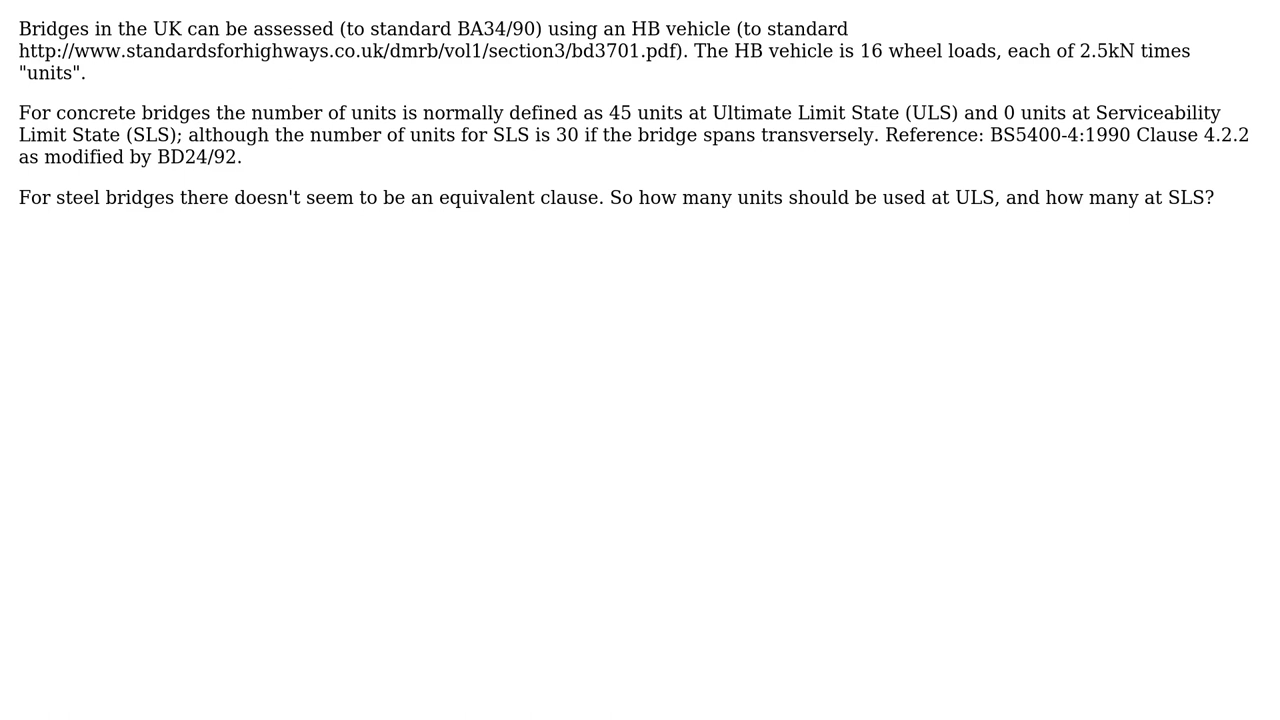 Bridges in the UK can be assessed (to standard BA34/90) using an HB vehicle (to standard
http://www.standardsforhighways.co.uk/dmrb/vol1/section3/bd3701.pdf). The HB vehicle is 16 wheel loads, each of 2.5kN times
"units".
For concrete bridges the number of units is normally defined as 45 units at Ultimate Limit State (ULS) and 0 units at Serviceability
Limit State (SLS); although the number of units for SLS is 30 if the bridge spans transversely. Reference: BS5400-4:1990 Clause 4.2.2
as modified by BD24/92.
For steel bridges there doesn't seem to be an equivalent clause. So how many units should be used at ULS, and how many at SLS?